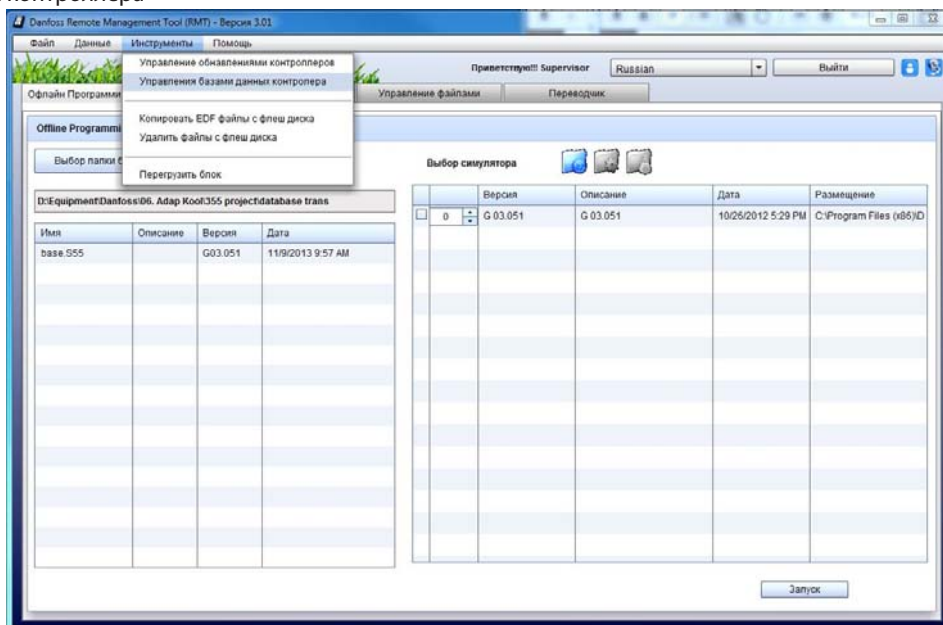 контроллера
Danfoss Remote Management Tool (RMT) - Версия 3.01
Файл Данные Инструменты Помощь
Управление обнавлениями контролперов
Управления базами данных контролера
Копировать EDF файлы с флеш диска
Удалить файлы с флеш диска
Перегрузить блок
Приветствую!!! Supervisor Russian Выйти
Офлайн Программи Управление файлами Переводчик
Offline Programmi
Выбор папки б Выбор симулятора
D:\Equipment\Danfoss\06. Adap Kool\355 project\database trans
Имя Описание Версия Дата
base.S55 G03.051 11/9/2013 9:57 AM
Версия Описание Дата Размещение
0 G 03.051 G 03.051 10/26/2012 5:29 PM C:\Program Files (x86)\D
Запуск